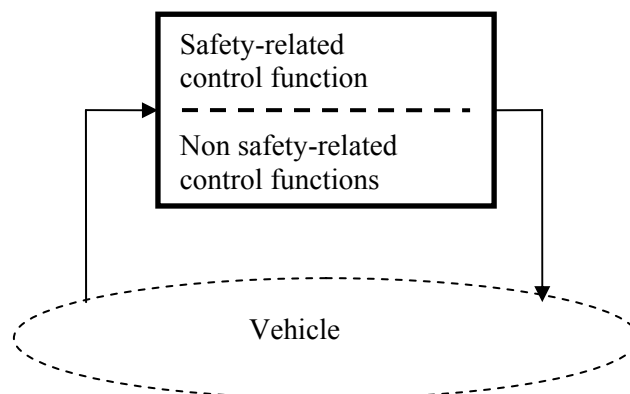 Safety-related
control function
Non safety-related
control functions
Vehicle